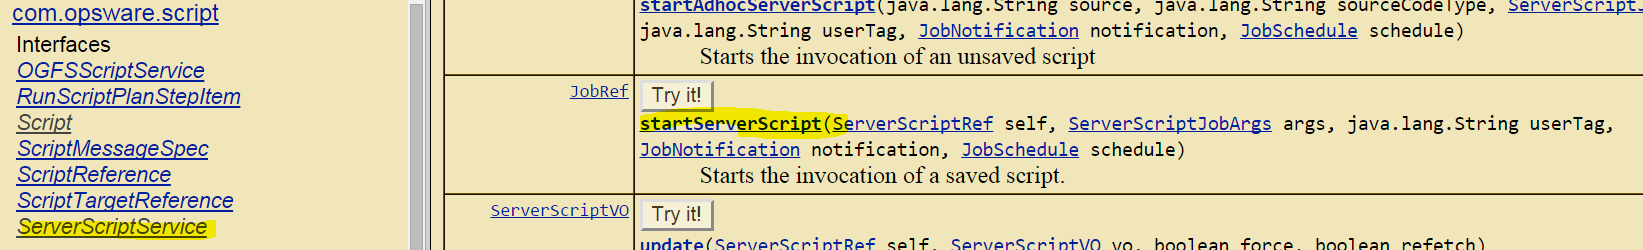 com.opsware.script
Interfaces
OGFSScriptService
RunScriptPlanStepItem
Script
ScriptMessageSpec
ScriptReference
ScriptTargetReference
ServerScriptService
startAdhocServerScript(java.lang.String source, java.lang.String sourceCodeType, ServerScriptJ
java.lang.String userTag, JobNotification notification, JobSchedule schedule)
Starts the invocation of an unsaved script
JobRef
Try it!
startServerScript(ServerScriptRef self, ServerScriptJobArgs args, java.lang.String userTag,
JobNotification notification, JobSchedule schedule)
Starts the invocation of a saved script.
ServerScriptVO
Try it!
update(ServerScriptRef self, ServerScriptVO vo, boolean force, boolean refetch)